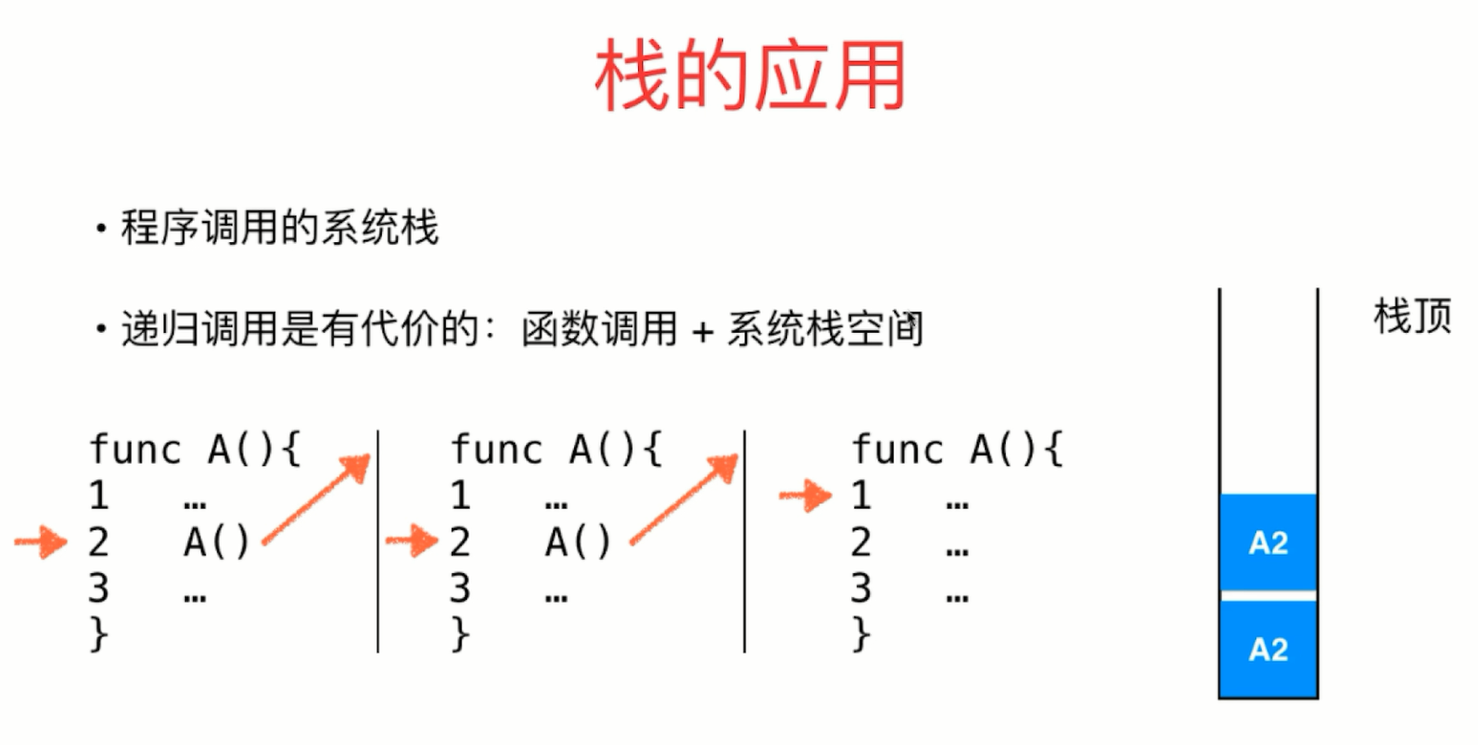 栈的应用
• 程序调用的系统栈
• 递归调用是有代价的：函数调用 + 系统栈空间
栈顶
func A(){
1 …
2 A()
3 …
}
func A(){
1 …
2 A()
3 …
}
func A(){
1 …
2 …
3 …
}
A2
A2